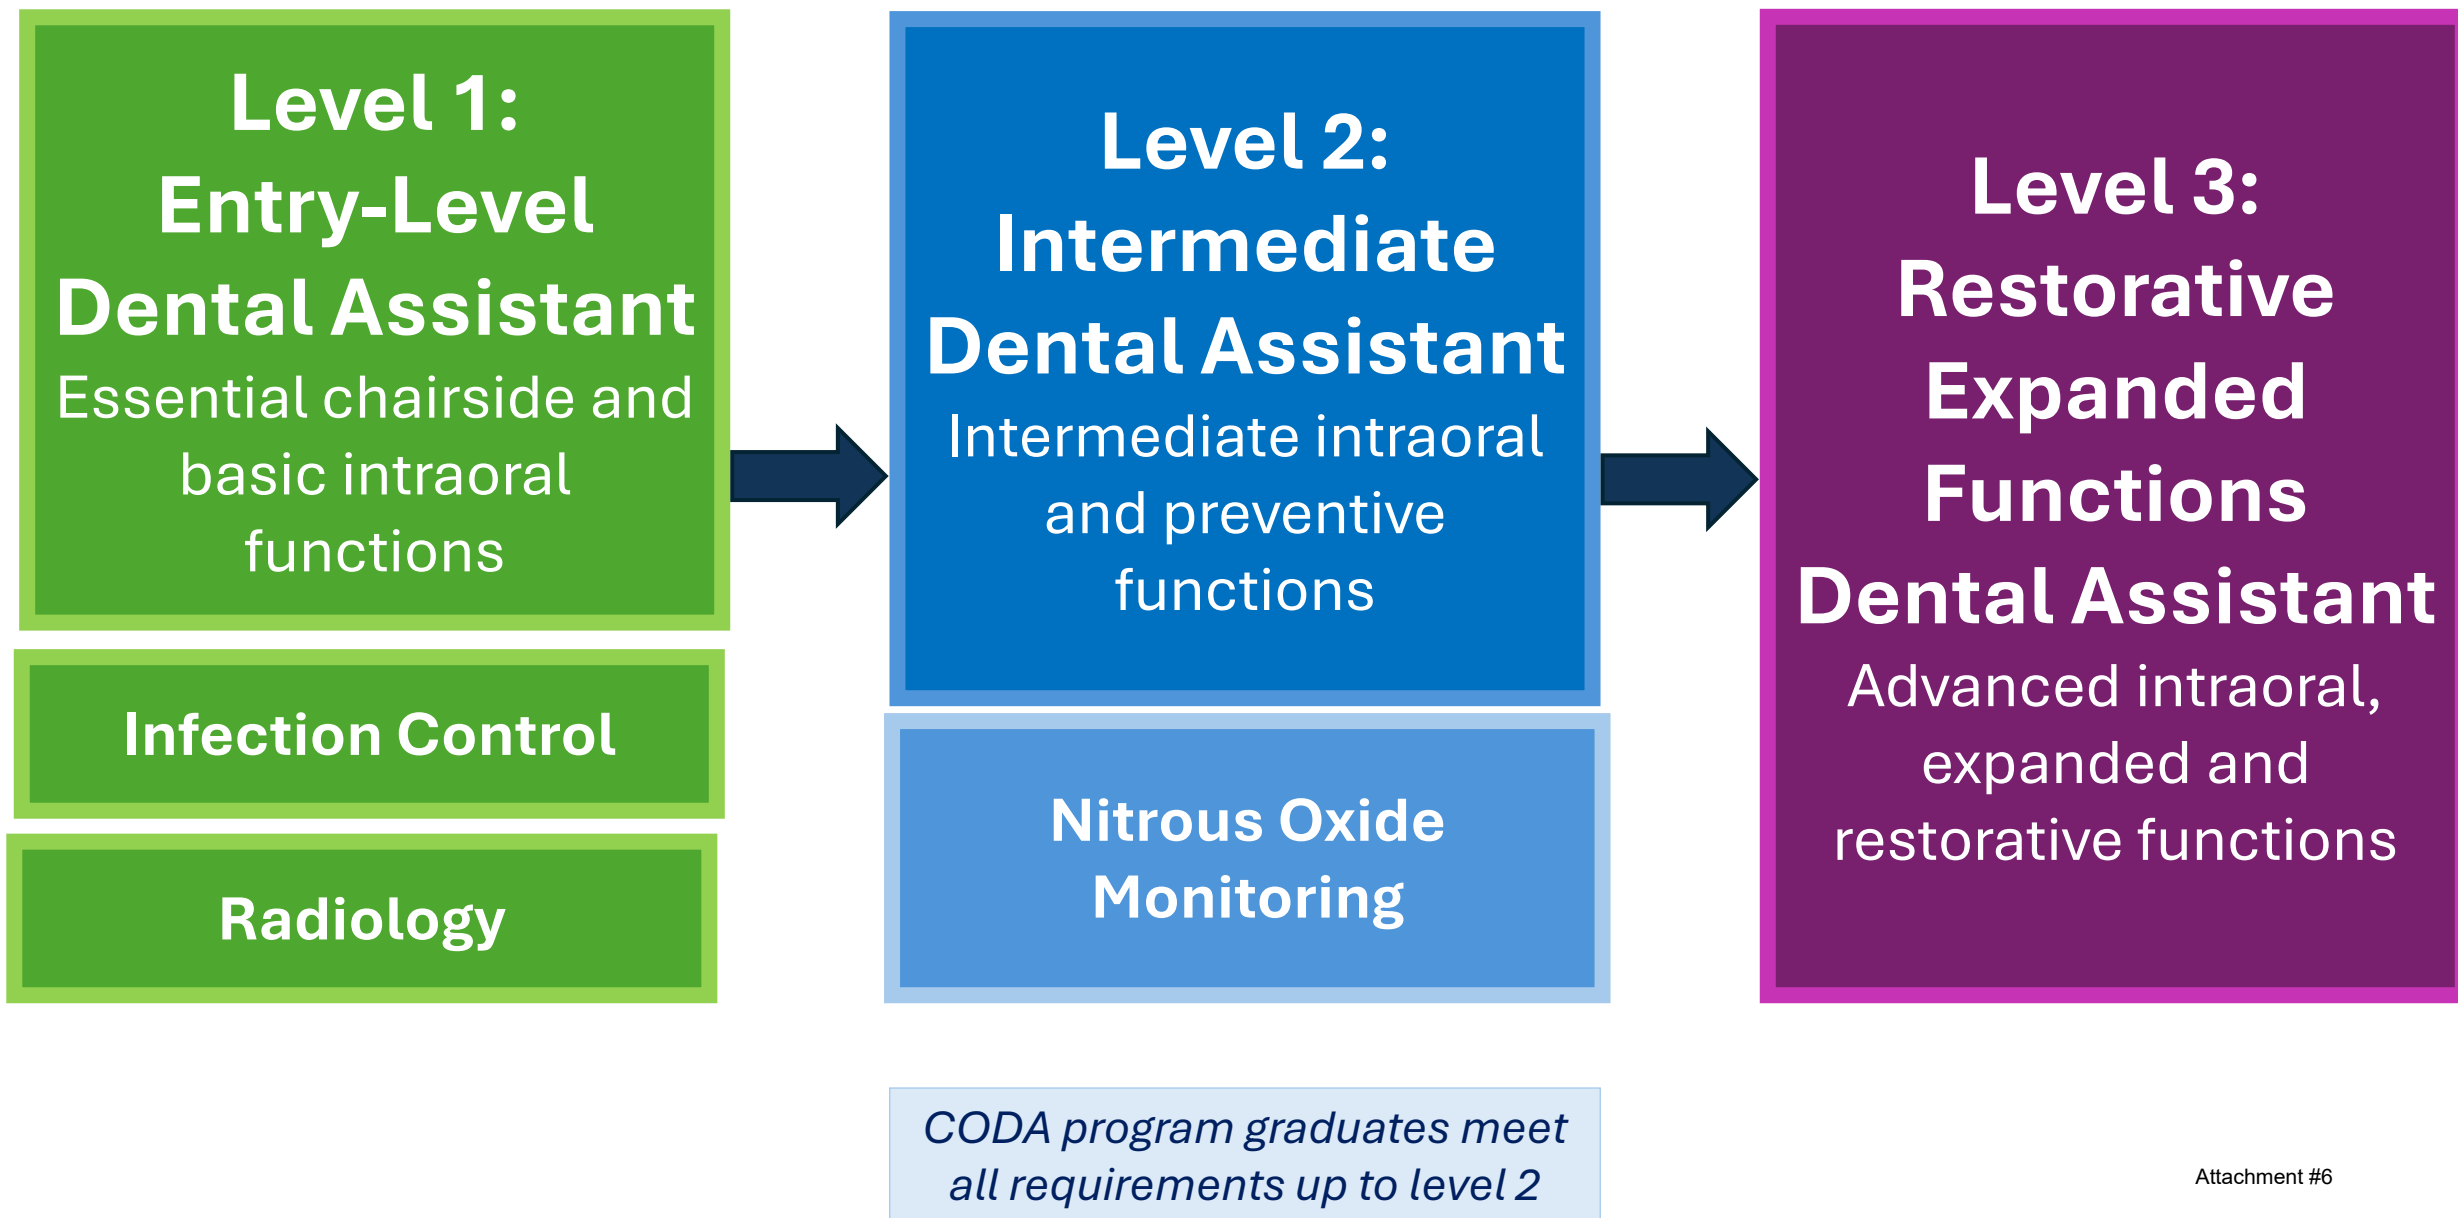 Level 1:
Entry-Level
Dental Assistant
Essential chairside and
basic intraoral
functions
Infection Control
Radiology
Level 2:
Intermediate
Dental Assistant
Intermediate intraoral
and preventive
functions
Nitrous Oxide
Monitoring
Level 3:
Restorative
Expanded
Functions
Dental Assistant
Advanced intraoral,
expanded and
restorative functions
CODA program graduates meet
all requirements up to level 2
Attachment #6